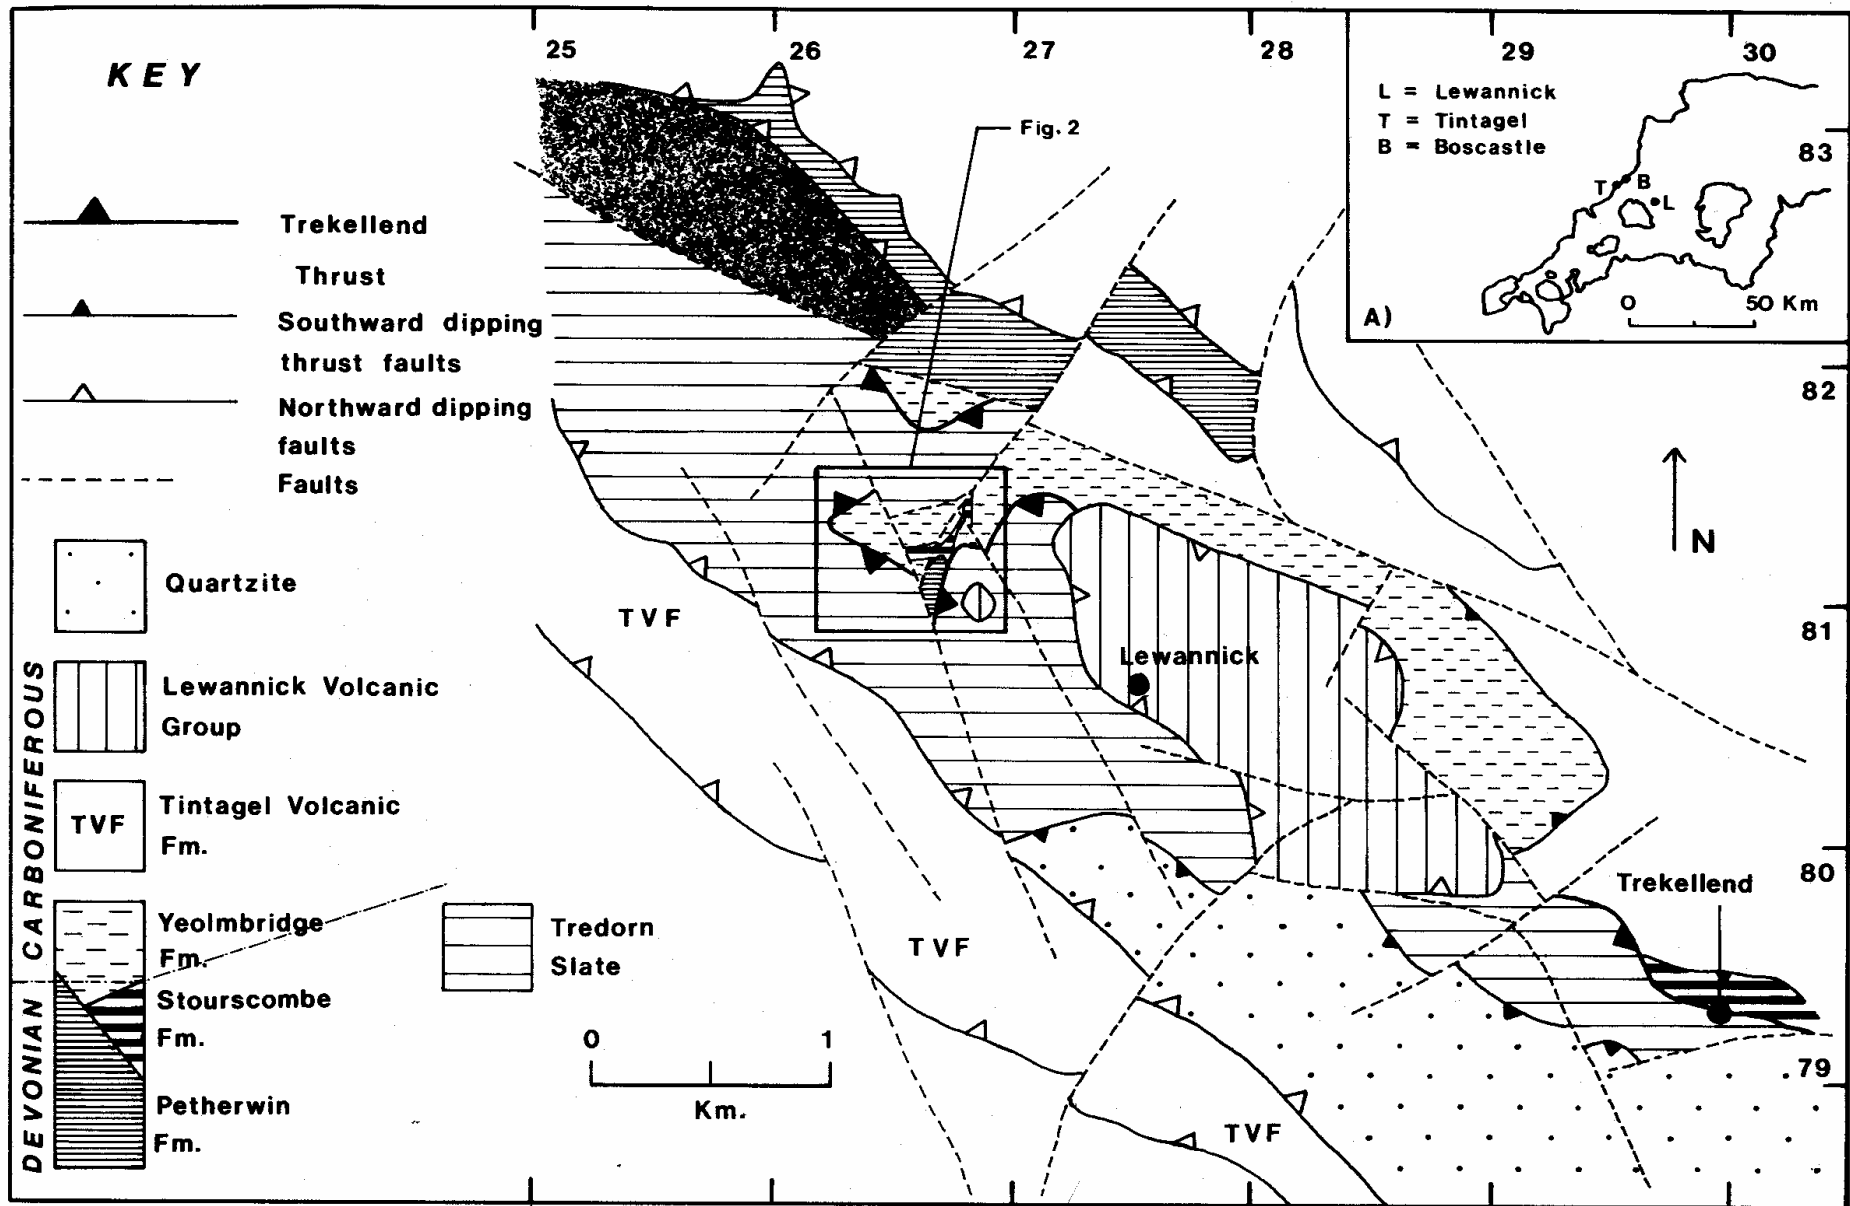 KEY
Trekellend
Thrust
Southward dipping
thrust faults
Northward dipping
faults
Faults
Quartzite
Lewannick Volcanic
Group
TVF
Tintagel Volcanic
Fm.
Yeolmbridge
Fm.
Stourscombe
Fm.
Petherwin
Fm.
DEVONIAN CARBONIFEROUS
Tredorn
Slate
0 1
Km.
25 26 27 28 29 30
Fig. 2
L = Lewannick
T = Tintagel
B = Boscastle
T B
L
0 50 Km
A)
83
82
N
81
80
79
TVF
Lewannick
TVF
Trekellend
TVF